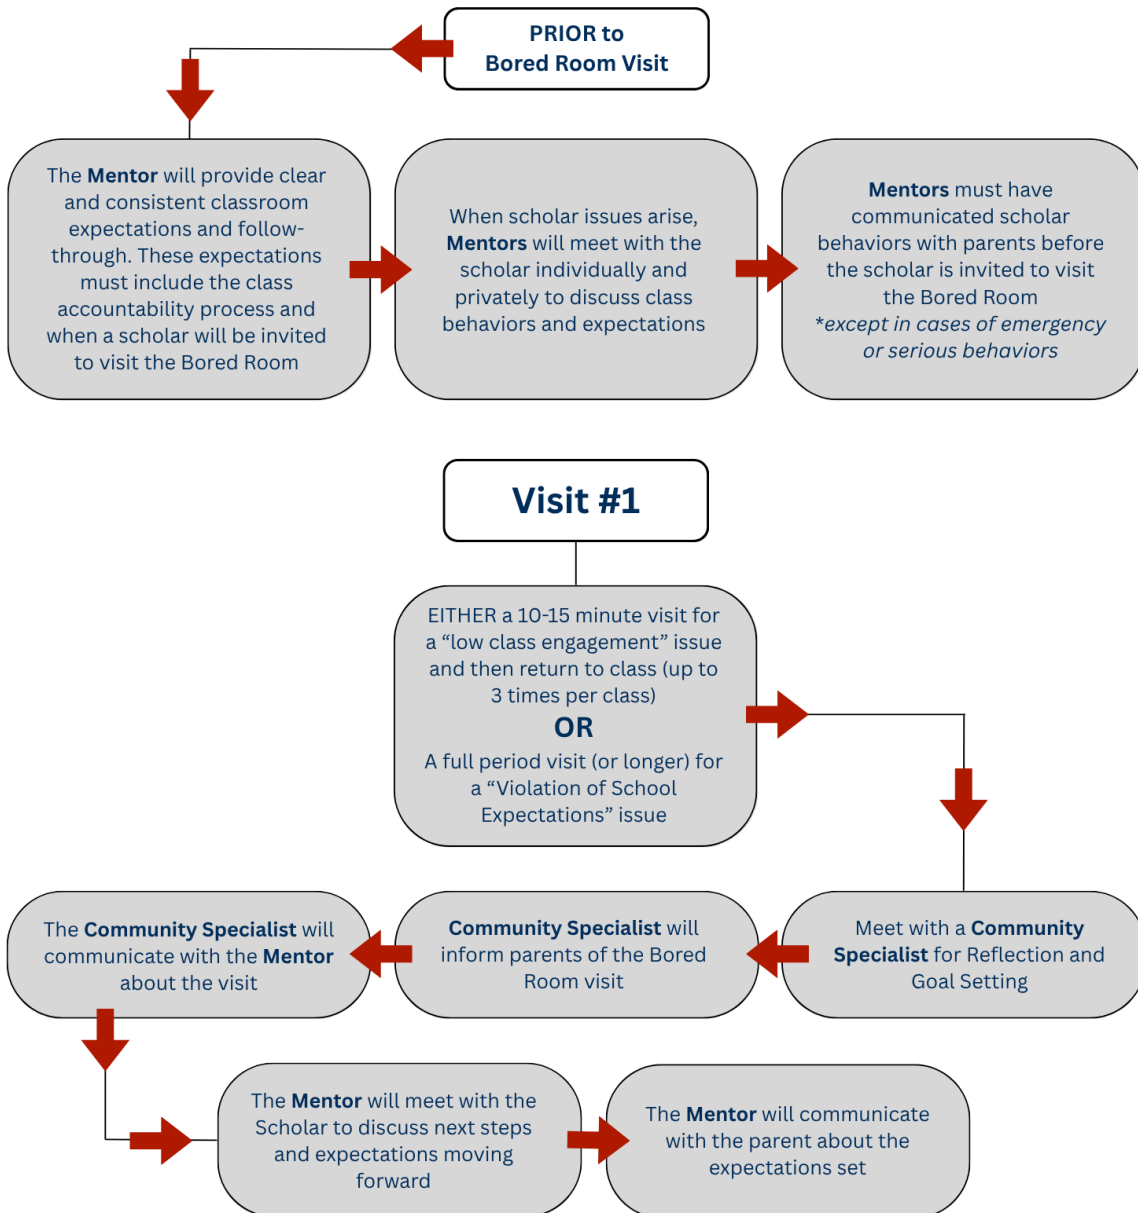 PRIOR to
Bored Room Visit
The Mentor will provide clear
and consistent classroom
expectations and follow-
through. These expectations
must include the class
accountability process and
when a scholar will be invited
to visit the Bored Room
When scholar issues arise,
Mentors will meet with the
scholar individually and
privately to discuss class
behaviors and expectations
Mentors must have
communicated scholar
behaviors with parents before
the scholar is invited to visit
the Bored Room
*except in cases of emergency
or serious behaviors
Visit #1
EITHER a 10-15 minute visit for
a “low class engagement” issue
and then return to class (up to
3 times per class)
OR
A full period visit (or longer) for
a “Violation of School
Expectations” issue
Meet with a Community
Specialist for Reflection and
Goal Setting
Community Specialist will
inform parents of the Bored
Room visit
The Community Specialist will
communicate with the Mentor
about the visit
The Mentor will meet with the
Scholar to discuss next steps
and expectations moving
forward
The Mentor will communicate
with the parent about the
expectations set